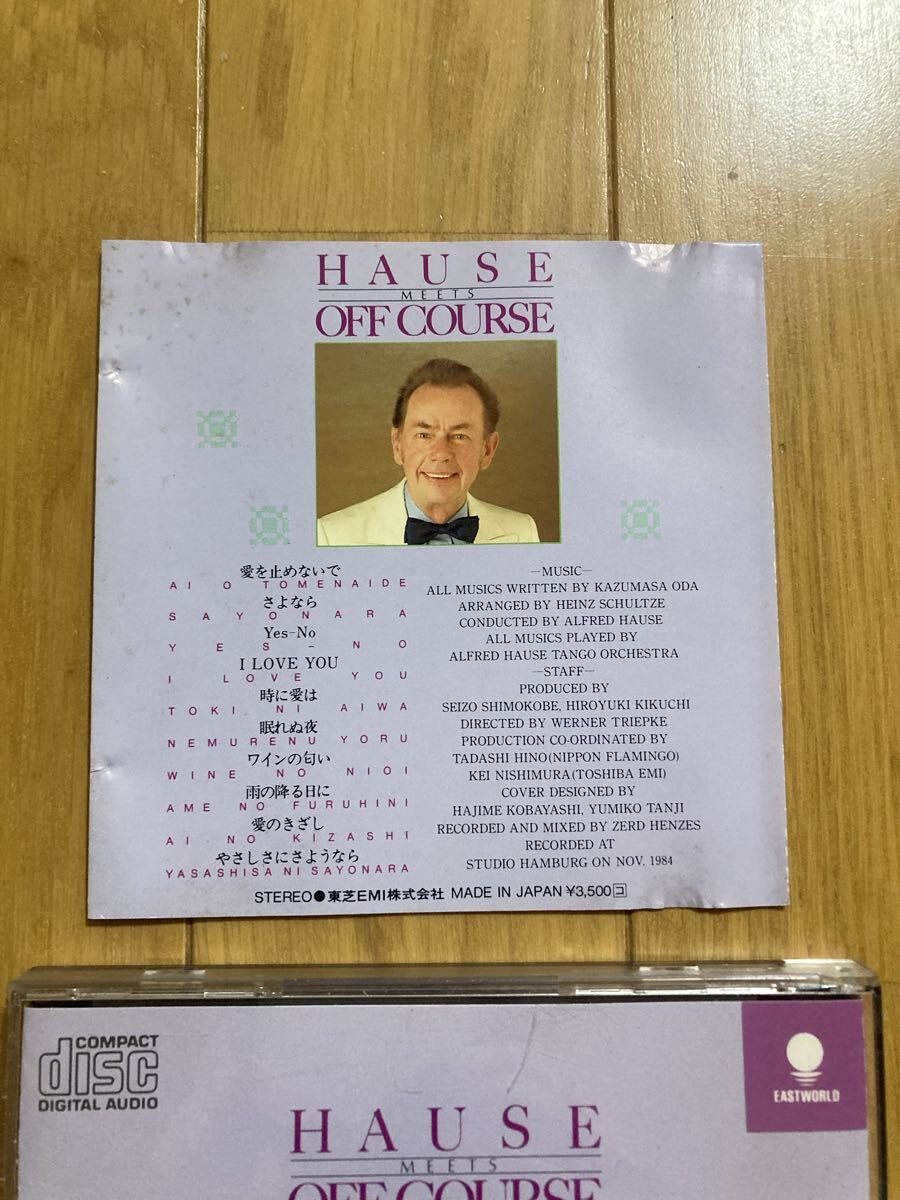 HAUSE
MEETS
OFF COURSE
愛を止めないで
AI O TOMENAIDE
さよなら
SAYONARA
Yes-No
YES-NO
I LOVE YOU
I LOVE YOU
時に愛は
TOKI NI AIWA
眠れぬ夜
NEMURENU YORU
ワインの匂い
WINE NO NIOI
雨の降る日に
AME NO FURUHINI
愛のきざし
AI NO KIZASHI
やさしさにさようなら
YASASHISA NI SAYONARA
—MUSIC—
ALL MUSICS WRITTEN BY KAZUMASA ODA
ARRANGED BY HEINZ SCHULTZE
CONDUCTED BY ALFRED HAUSE
ALL MUSICS PLAYED BY
ALFRED HAUSE TANGO ORCHESTRA
—STAFF—
PRODUCED BY
SEIZO SHIMOKOBE, HIROYUKI KIKUCHI
DIRECTED BY WERNER TRIEPKE
PRODUCTION CO-ORDINATED BY
TADASHI HINO(NIPPON FLAMINGO)
KEI NISHIMURA(TOSHIBA EMI)
COVER DESIGNED BY
HAJIME KOBAYASHI, YUMIKO TANJI
RECORDED AND MIXED BY ZERD HENZES
RECORDED AT
STUDIO HAMBURG ON NOV. 1984
STEREO●東芝EMI株式会社 MADE IN JAPAN ¥3,500コ
COMPACT
disc
DIGITAL AUDIO
EASTWORLD
HAUSE
MEETS
OFF COURSE